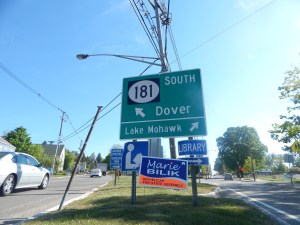 181
SOUTH
Dover
Lake Mohawk
LIBRARY
Marie
BILIK